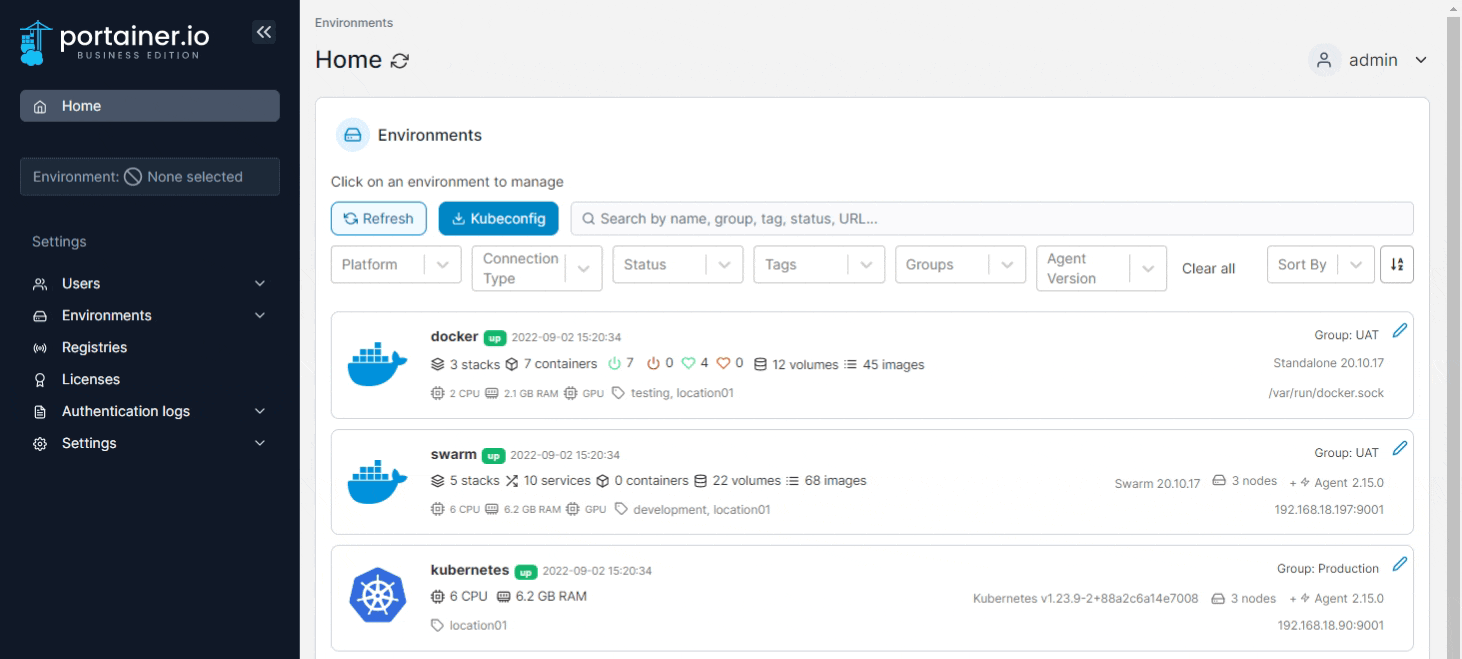 portainer.io
BUSINESS EDITION
Home
Environment: None selected
Settings
Users
Environments
Registries
Licenses
Authentication logs
Settings
Environments
Home
admin
Environments
Click on an environment to manage
Refresh Kubeconfig Search by name, group, tag, status, URL...
Platform Connection Type Status Tags Groups Agent Version Clear all Sort By
docker up 2022-09-02 15:20:34 Group: UAT
3 stacks 7 containers 7 0 4 0 12 volumes 45 images Standalone 20.10.17
2 CPU 2.1 GB RAM GPU testing, location01 /var/run/docker.sock
swarm up 2022-09-02 15:20:34 Group: UAT
5 stacks 10 services 0 containers 22 volumes 68 images Swarm 20.10.17 3 nodes + Agent 2.15.0
6 CPU 6.2 GB RAM GPU development, location01 192.168.18.197:9001
kubernetes up 2022-09-02 15:20:34 Group: Production
6 CPU 6.2 GB RAM Kubernetes v1.23.9-2+88a2c6a14e7008 3 nodes + Agent 2.15.0
location01 192.168.18.90:9001